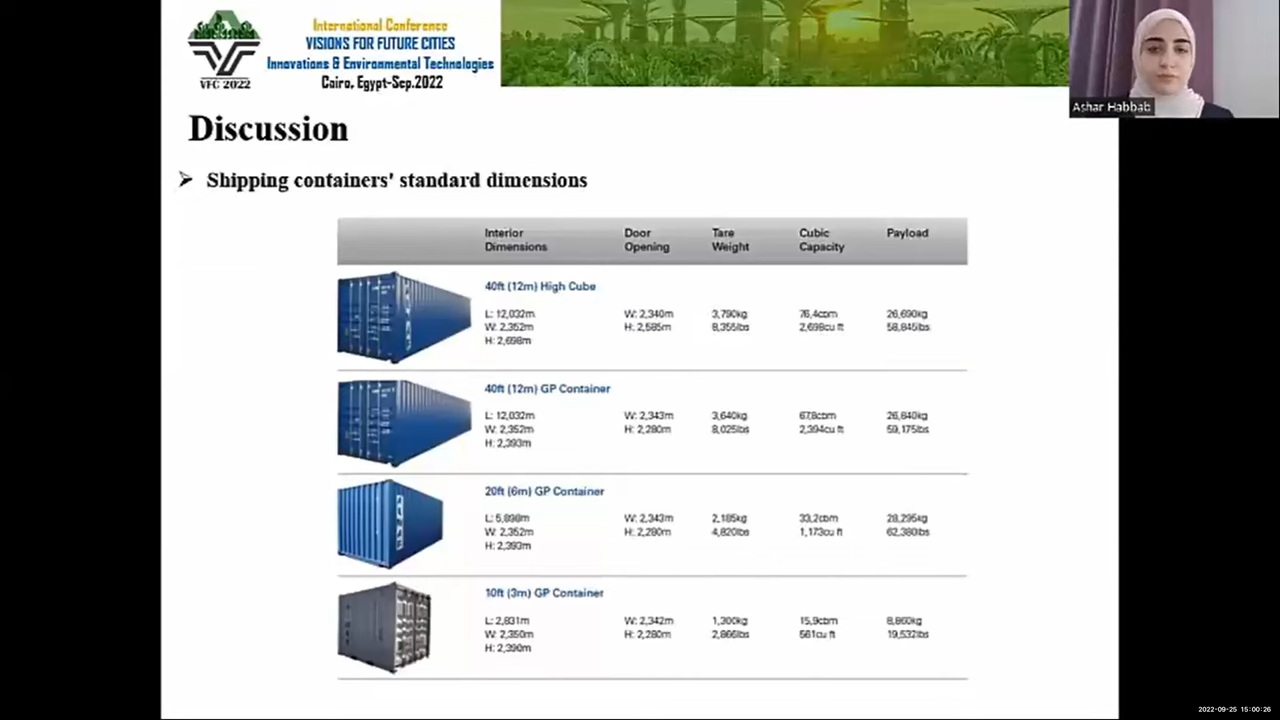 International Conference
VISIONS FOR FUTURE CITIES
Innovations & Environmental Technologies
Cairo, Egypt-Sep.2022
VFC 2022
Ashar Habbab
Discussion
➢ Shipping containers' standard dimensions
Interior Dimensions Door Opening Tare Weight Cubic Capacity Payload
40ft (12m) High Cube
L: 12,032m W: 2,340m 3,790kg 76,4cbm 26,690kg
W: 2,352m H: 2,585m 8,355lbs 2,698cu ft 58,845lbs
H: 2,698m
40ft (12m) GP Container
L: 12,032m W: 2,343m 3,640kg 67,8cbm 26,840kg
W: 2,352m H: 2,280m 8,025lbs 2,394cu ft 59,175lbs
H: 2,393m
20ft (6m) GP Container
L: 5,898m W: 2,343m 2,185kg 33,2cbm 28,295kg
W: 2,352m H: 2,280m 4,820lbs 1,173cu ft 62,380lbs
H: 2,393m
10ft (3m) GP Container
L: 2,831m W: 2,342m 1,300kg 15,9cbm 8,860kg
W: 2,350m H: 2,280m 2,866lbs 561cu ft 19,532lbs
H: 2,390m
2022-09-25 15:00:26